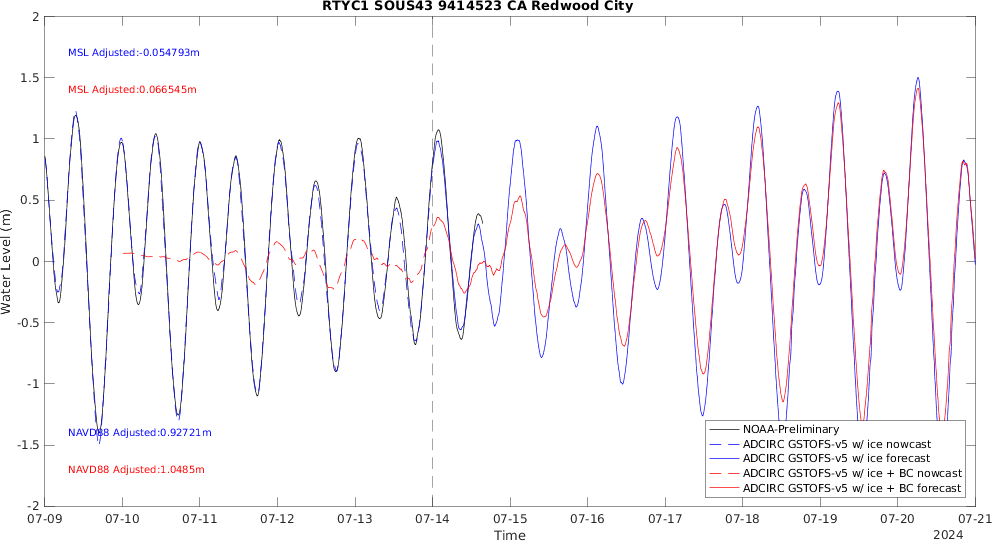 RTYC1 SOUS43 9414523 CA Redwood City
MSL Adjusted:-0.054793m
MSL Adjusted:0.066545m
NAVD88 Adjusted:0.92721m
NAVD88 Adjusted:1.0485m
Water Level (m)
2
1.5
1
0.5
0
-0.5
-1
-1.5
-2
NOAA-Preliminary
ADCIRC GSTOFS-v5 w/ ice nowcast
ADCIRC GSTOFS-v5 w/ ice forecast
ADCIRC GSTOFS-v5 w/ ice + BC nowcast
ADCIRC GSTOFS-v5 w/ ice + BC forecast
07-09 07-10 07-11 07-12 07-13 07-14 07-15 07-16 07-17 07-18 07-19 07-20 07-21
Time
2024